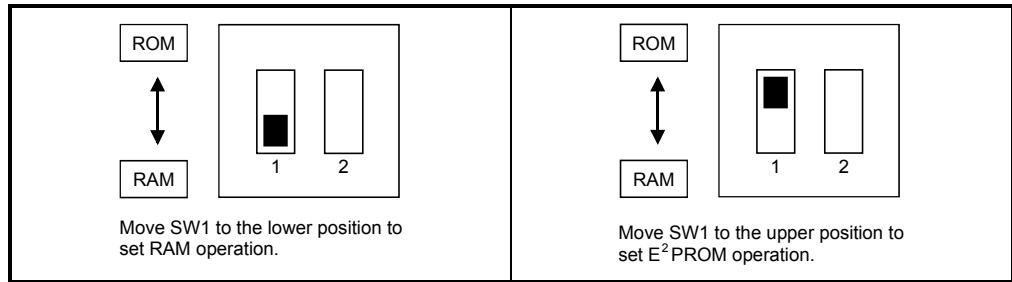 ROM
RAM
1 2
Move SW1 to the lower position to
set RAM operation.
ROM
RAM
1 2
Move SW1 to the upper position to
set E²PROM operation.